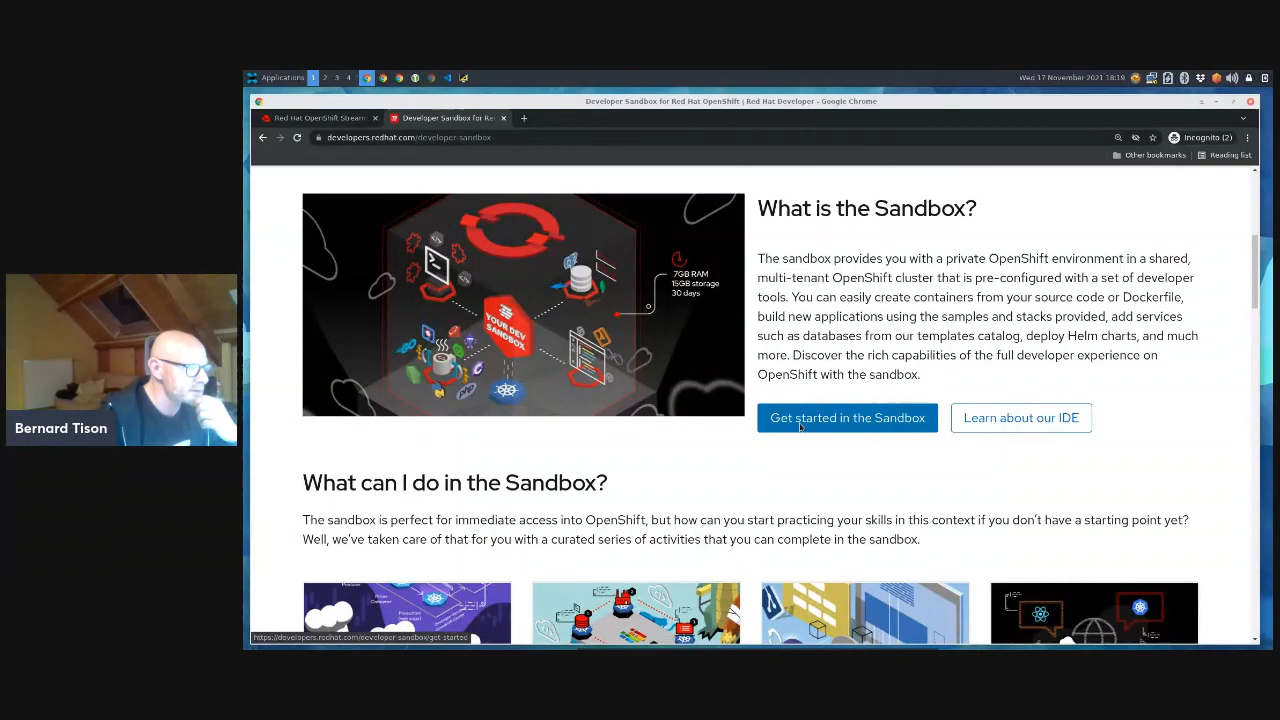 Applications 1 2 3 4
Wed 17 November 2021 18:19
Developer Sandbox for Red Hat OpenShift | Red Hat Developer - Google Chrome
Red Hat OpenShift Stream
Developer Sandbox for Re
developers.redhat.com/developer-sandbox
Incognito (2)
Other bookmarks
Reading list
7GB RAM
15GB storage
30 days
YOUR DEV
SANDBOX
What is the Sandbox?
The sandbox provides you with a private OpenShift environment in a shared,
multi-tenant OpenShift cluster that is pre-configured with a set of developer
tools. You can easily create containers from your source code or Dockerfile,
build new applications using the samples and stacks provided, add services
such as databases from our templates catalog, deploy Helm charts, and much
more. Discover the rich capabilities of the full developer experience on
OpenShift with the sandbox.
Get started in the Sandbox
Learn about our IDE
Bernard Tison
What can I do in the Sandbox?
The sandbox is perfect for immediate access into OpenShift, but how can you start practicing your skills in this context if you don't have a starting point yet?
Well, we've taken care of that for you with a curated series of activities that you can complete in the sandbox.
https://developers.redhat.com/developer-sandbox/get-started